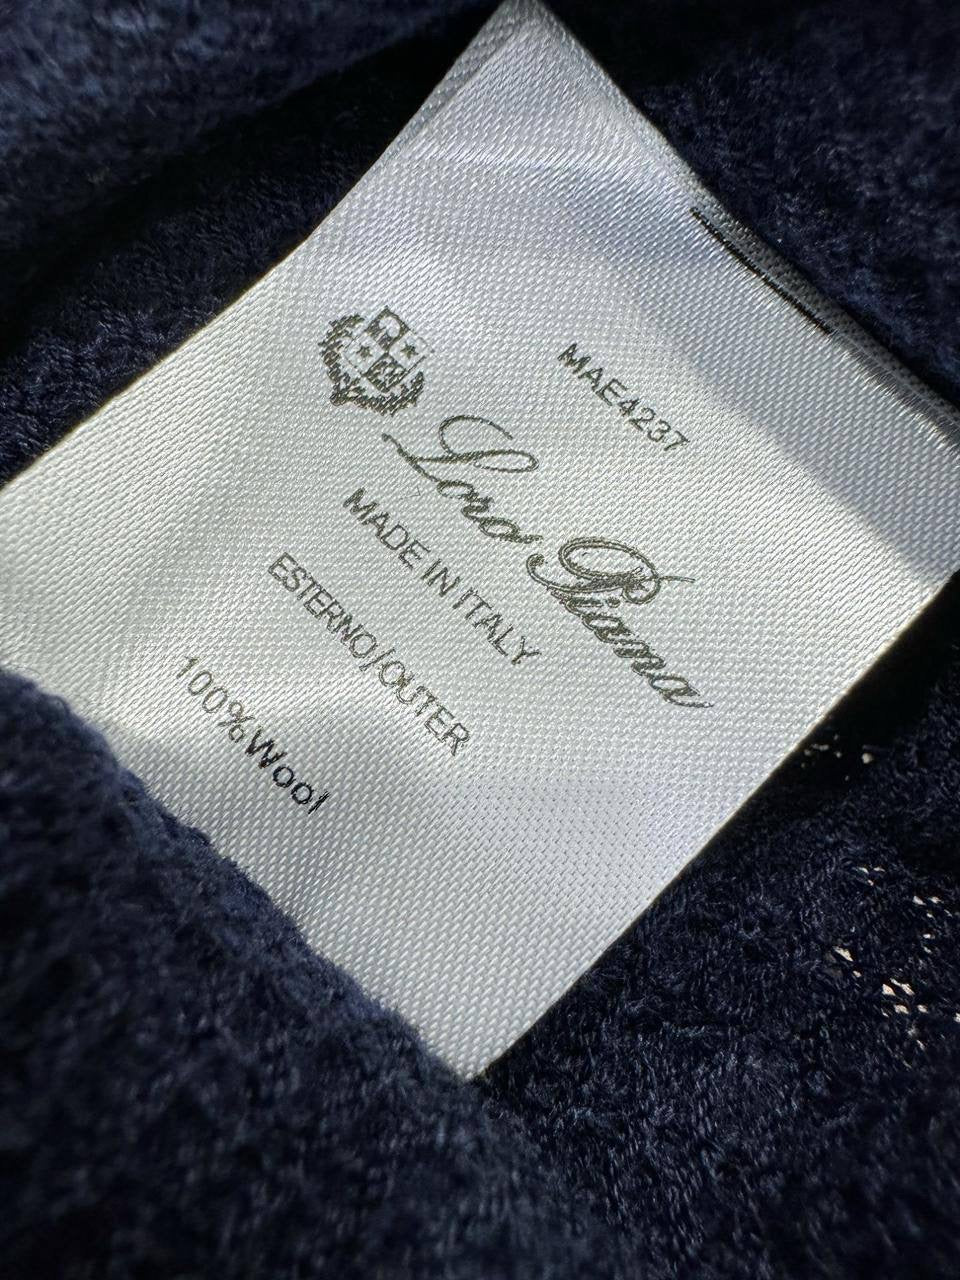 MAE4237
Loro Piana
MADE IN ITALY
ESTERNO/OUTER
100%Wool